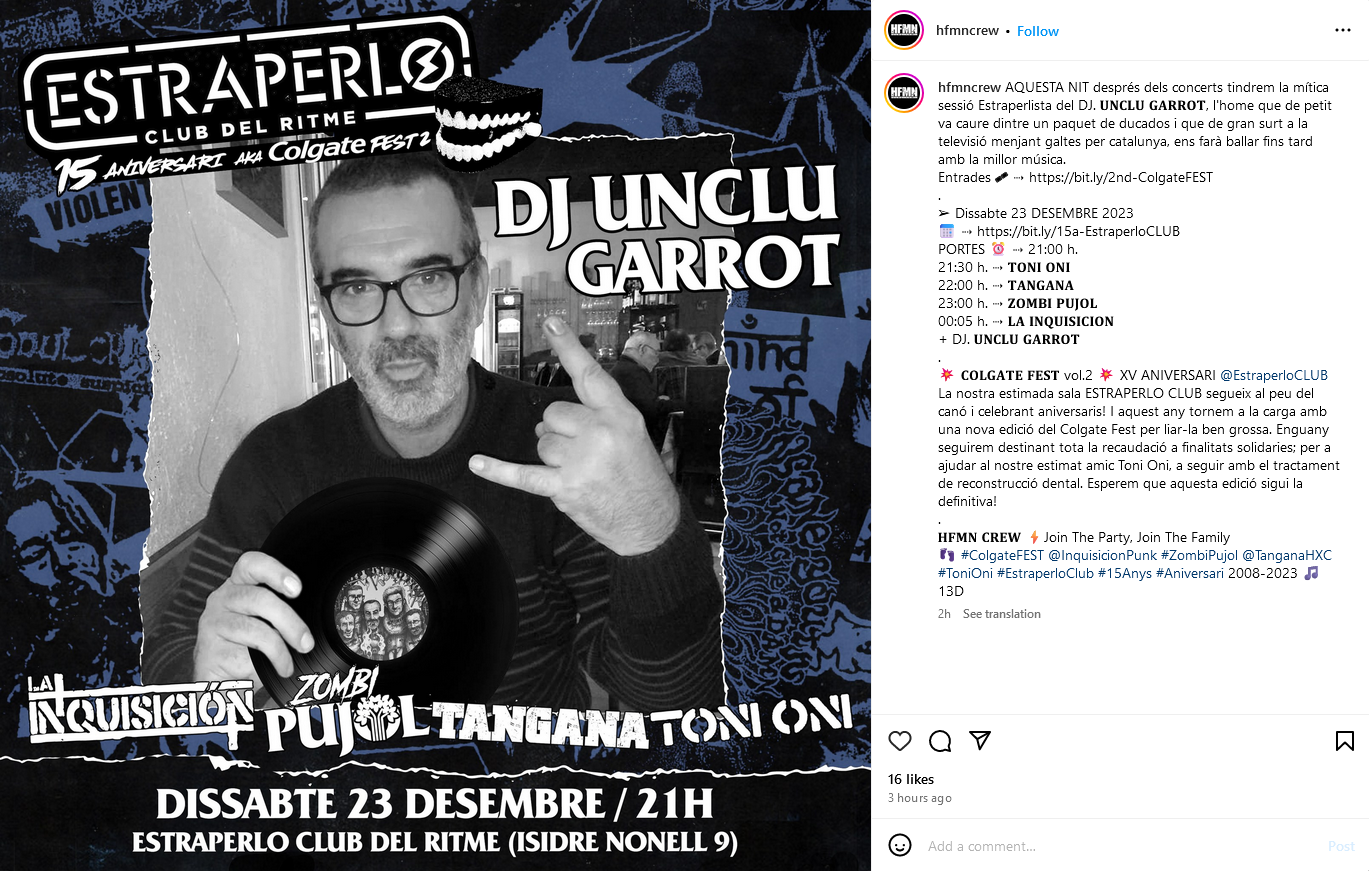 ESTRAPERLO
CLUB DEL RITME
15 ANIVERSARI AKA Colgate FEST 2
VIOLEN
DJ UNCLU
GARROT
mind
of
LA
INQUISICIÓN
ZOMBI
PUJOL
TANGANA
TONI ONI
DISSABTE 23 DESEMBRE / 21H
ESTRAPERLO CLUB DEL RITME (ISIDRE NONELL 9)
HFMN
hfmncrew • Follow
HFMN
hfmncrew AQUESTA NIT després dels concerts tindrem la mítica
sessió Estraperlista del DJ. UNCLU GARROT, l'home que de petit
va caure dintre un paquet de ducados i que de gran surt a la
televisió menjant galtes per catalunya, ens farà ballar fins tard
amb la millor música.
Entrades 🎟 ⤑ https://bit.ly/2nd-ColgateFEST
.
➢ Dissabte 23 DESEMBRE 2023
🗓 ⤑ https://bit.ly/15a-EstraperloCLUB
PORTES ⏰ ⤑ 21:00 h.
21:30 h. ⤑ TONI ONI
22:00 h. ⤑ TANGANA
23:00 h. ⤑ ZOMBI PUJOL
00:05 h. ⤑ LA INQUISICION
+ DJ. UNCLU GARROT
.
💥 COLGATE FEST vol.2 💥 XV ANIVERSARI @EstraperloCLUB
La nostra estimada sala ESTRAPERLO CLUB segueix al peu del
canó i celebrant aniversaris! I aquest any tornem a la carga amb
una nova edició del Colgate Fest per liar-la ben grossa. Enguany
seguirem destinant tota la recaudació a finalitats solidaries; per a
ajudar al nostre estimat amic Toni Oni, a seguir amb el tractament
de reconstrucció dental. Esperem que aquesta edició sigui la
definitiva!
.
HFMN CREW ⚡ Join The Party, Join The Family
👣 #ColgateFEST @InquisicionPunk #ZombiPujol @TanganaHXC
#ToniOni #EstraperloClub #15Anys #Aniversari 2008-2023 🎵
13D
2h See translation
16 likes
3 hours ago
Add a comment...
Post